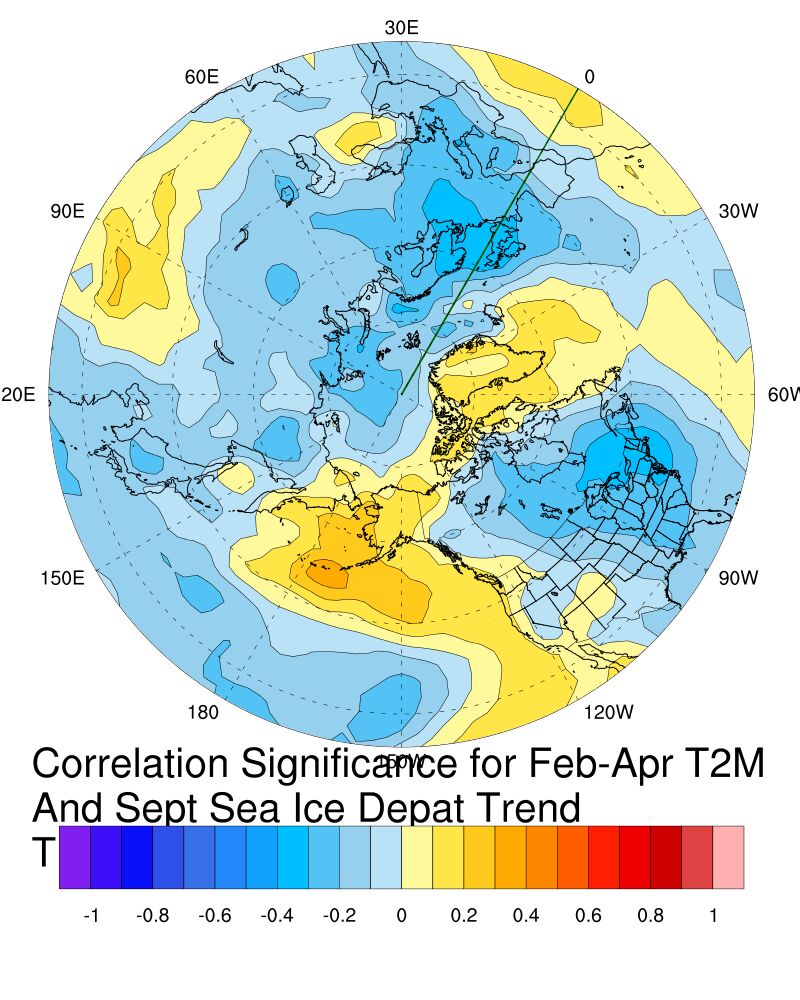 30E
60E 0
90E 30W
20E 60W
150E 90W
180 120W
150W
Correlation Significance for Feb-Apr T2M
And Sept Sea Ice Depat Trend
T
-1 -0.8 -0.6 -0.4 -0.2 0 0.2 0.4 0.6 0.8 1